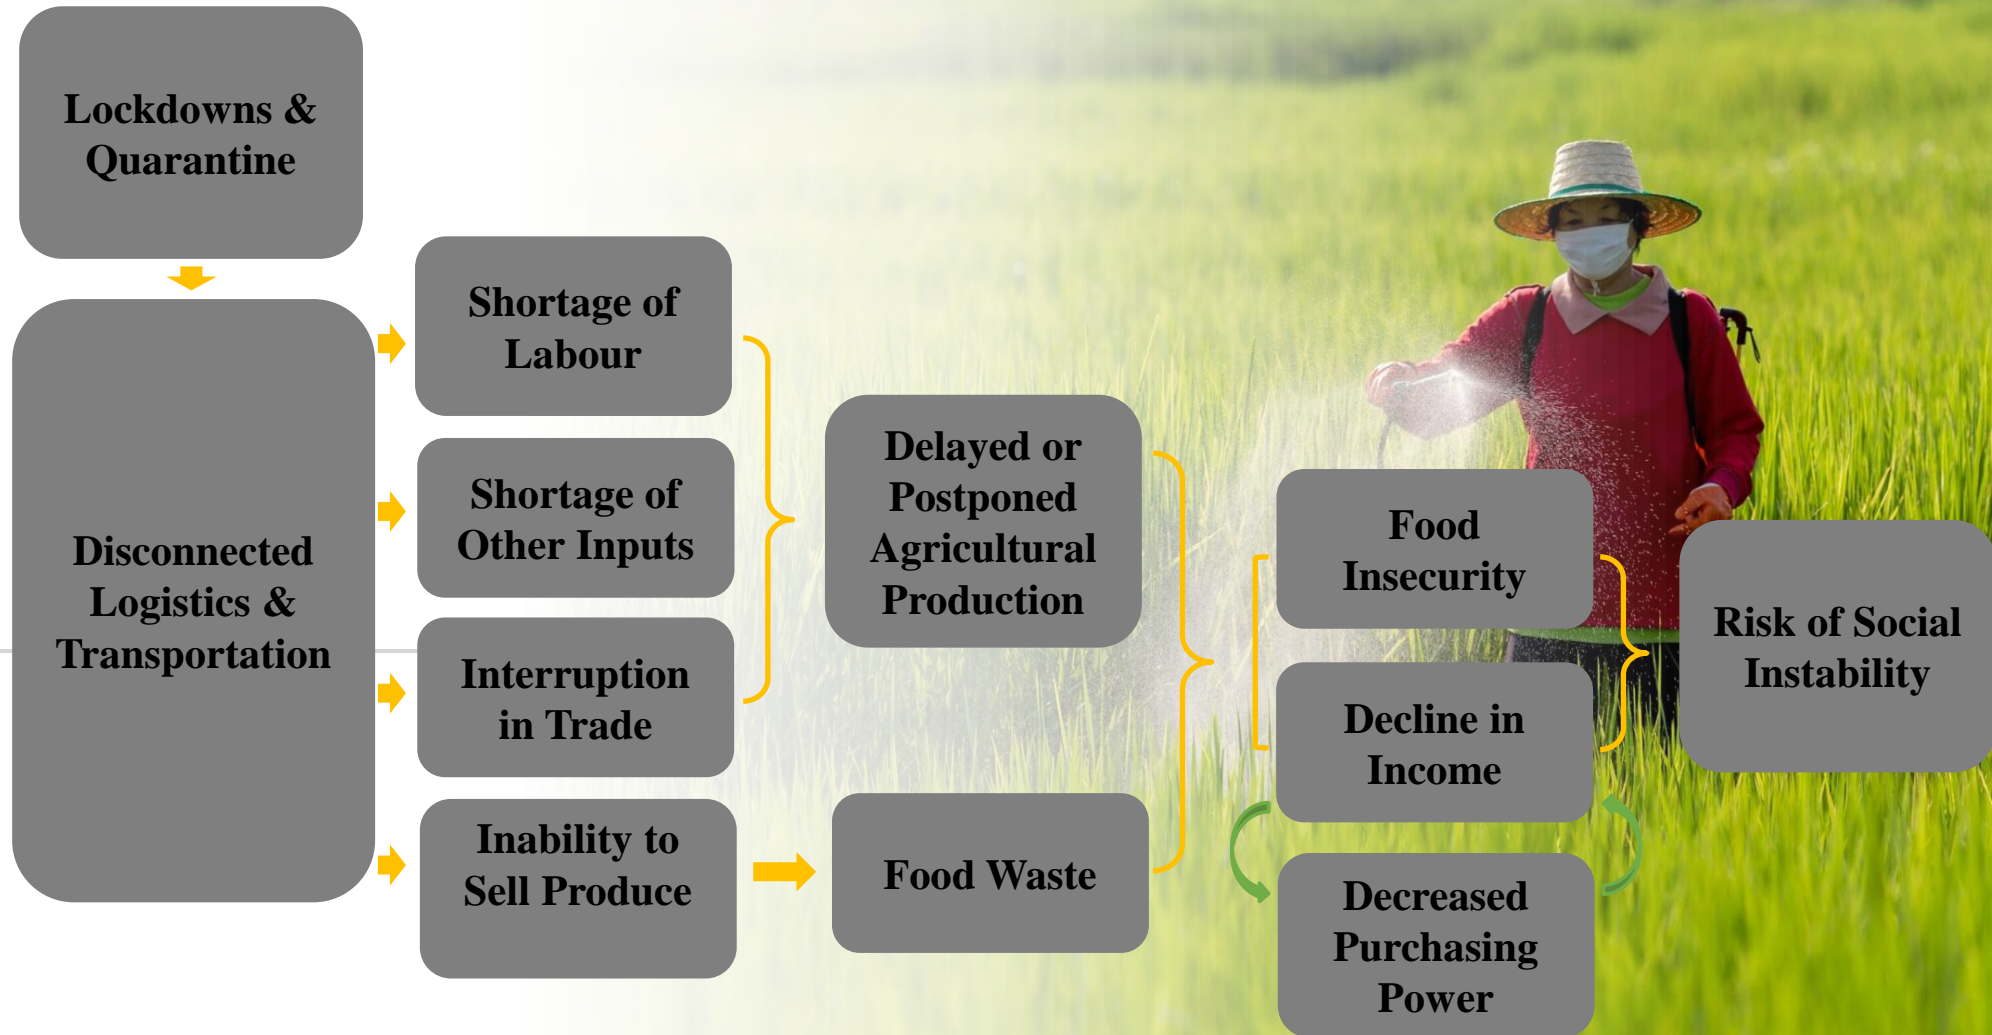 Lockdowns &
Quarantine
Disconnected
Logistics &
Transportation
Shortage of
Labour
Shortage of
Other Inputs
Interruption
in Trade
Inability to
Sell Produce
Delayed or
Postponed
Agricultural
Production
Food Waste
Food
Insecurity
Decline in
Income
Decreased
Purchasing
Power
Risk of Social
Instability